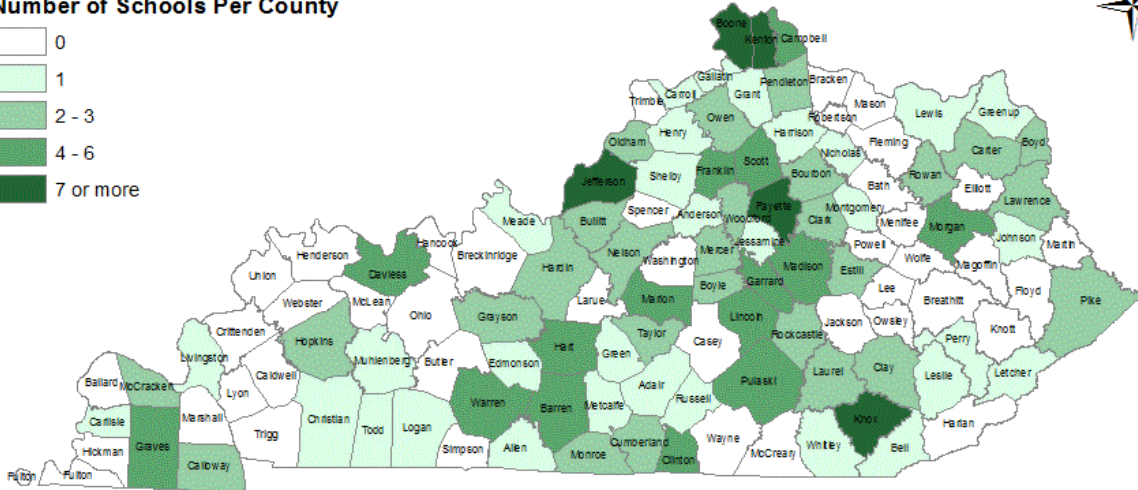 Number of Schools Per County
0
1
2 - 3
4 - 6
7 or more
Boone
Kenton
Campbell
Gallatin
Pendleton
Bracken
Trimble
Carroll
Grant
Mason
Robertson
Lewis
Greenup
Owen
Henry
Harrison
Fleming
Oldham
Nicholas
Carter
Boyd
Scott
Franklin
Bourbon
Rowan
Jefferson
Shelby
Bath
Elliott
Lawrence
Spencer
Anderson
Woodford
Fayette
Clark
Montgomery
Menifee
Morgan
Meade
Bullitt
Jessamine
Powell
Johnson
Martin
Hancock
Breckinridge
Nelson
Washington
Mercer
Madison
Wolfe
Magoffin
Henderson
Union
Daviess
Hardin
Boyle
Garrard
Estill
Lee
Floyd
Pike
Webster
McLean
Ohio
Larue
Marion
Breathitt
Grayson
Lincoln
Jackson
Owsley
Knott
Crittenden
Hopkins
Taylor
Casey
Rockcastle
Perry
Livingston
Muhlenberg
Butler
Edmonson
Hart
Green
Laurel
Clay
Leslie
Letcher
Ballard
McCracken
Lyon
Caldwell
Adair
Pulaski
Warren
Barren
Metcalfe
Russell
Carlisle
Marshall
Christian
Todd
Logan
Knox
Harlan
Hickman
Graves
Trigg
Simpson
Allen
Monroe
Cumberland
Clinton
Wayne
McCreary
Whitley
Bell
Calloway
Fulton
Fulton